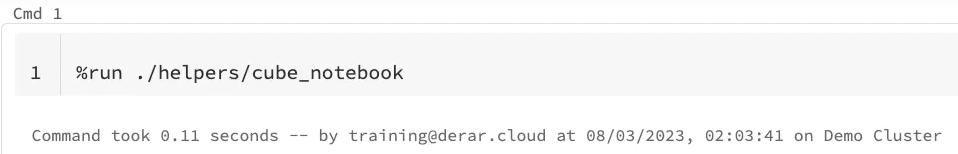 Cmd 1
1 %run ./helpers/cube_notebook
Command took 0.11 seconds -- by training@derar.cloud at 08/03/2023, 02:03:41 on Demo Cluster